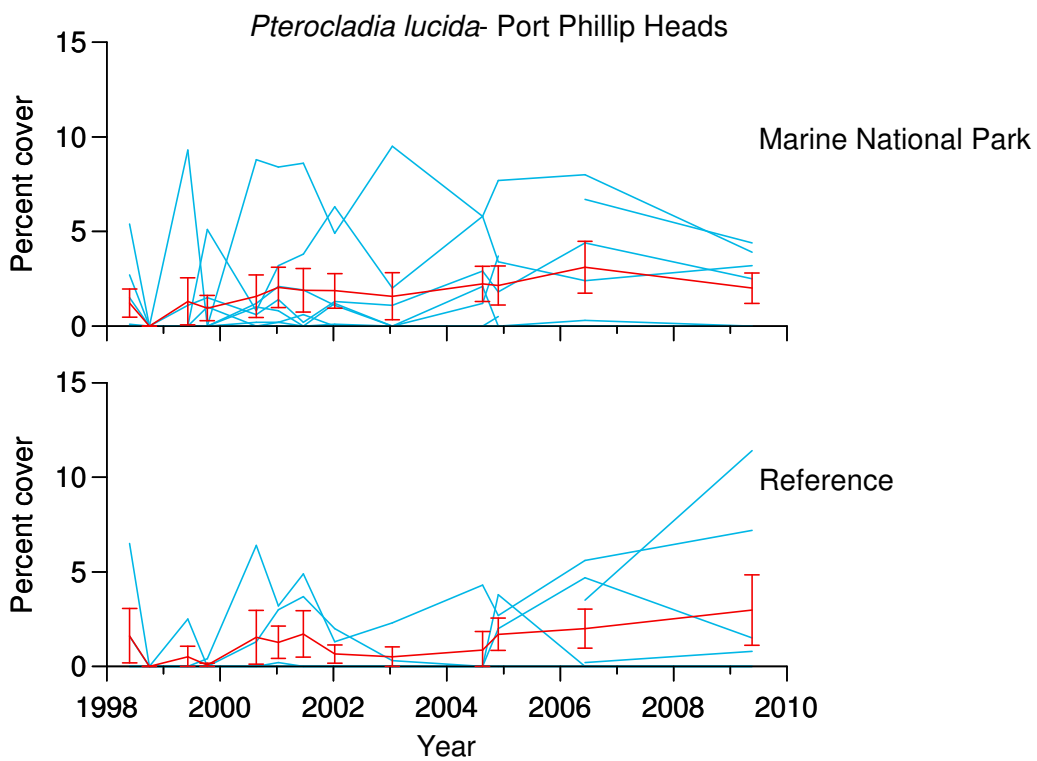 Pterocladia lucida- Port Phillip Heads
15
10
5
0
Percent cover
Marine National Park
15
10
5
0
Percent cover
Reference
1998 2000 2002 2004 2006 2008 2010
Year